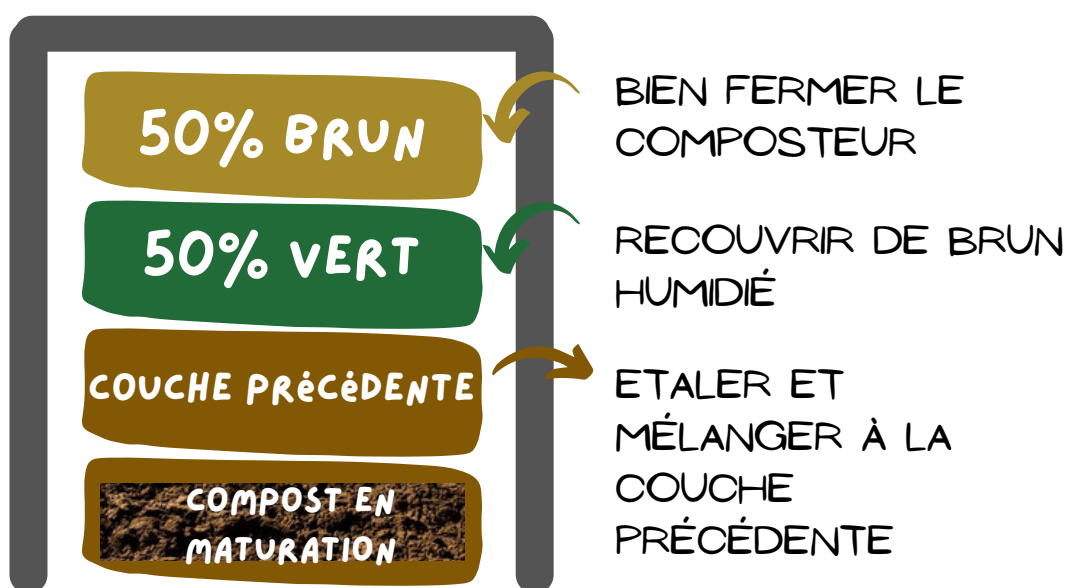 50% BRUN
BIEN FERMER LE
COMPOSTEUR
50% VERT
RECOUVRIR DE BRUN
HUMIDIÉ
COUCHE PRÉCÉDENTE
ETALER ET
MÉLANGER À LA
COUCHE
PRÉCÉDENTE
COMPOST EN
MATURATION